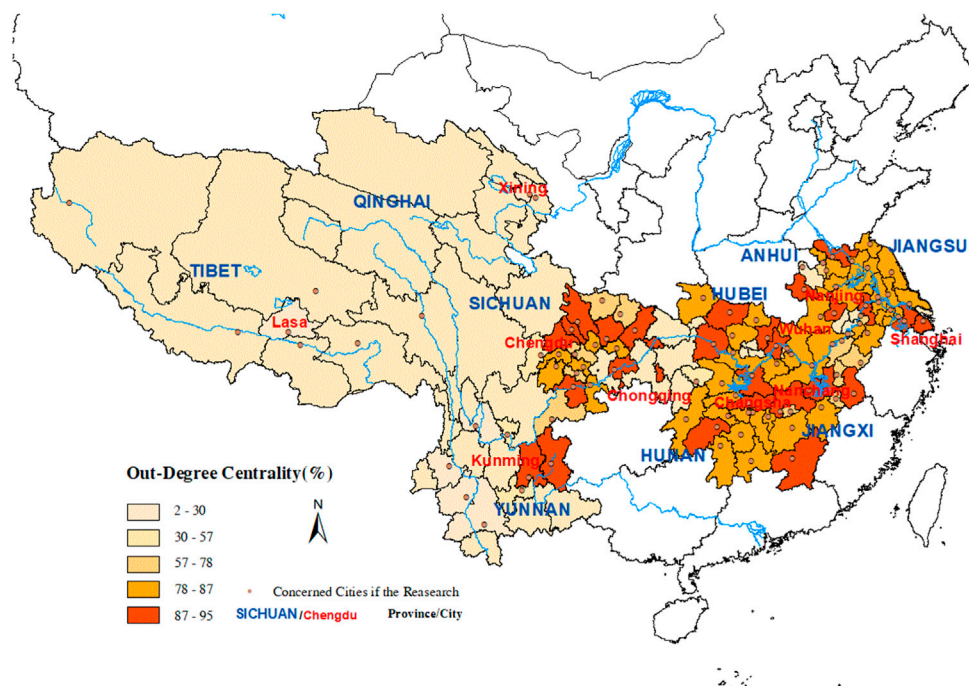 Xining
QINGHAI
ANHUI
JIANGSU
TIBET
SICHUAN
HUBEI
Nanjing
Lasa
Wuhan
Chengdu
Shanghai
Chongqing
Nanchang
Changsha
JIANGXI
HUNAN
Kunming
YUNNAN
Out-Degree Centrality(%)
N
2 - 30
30 - 57
57 - 78
78 - 87
87 - 95
Concerned Cities if the Reasearch
SICHUAN/Chengdu Province/City